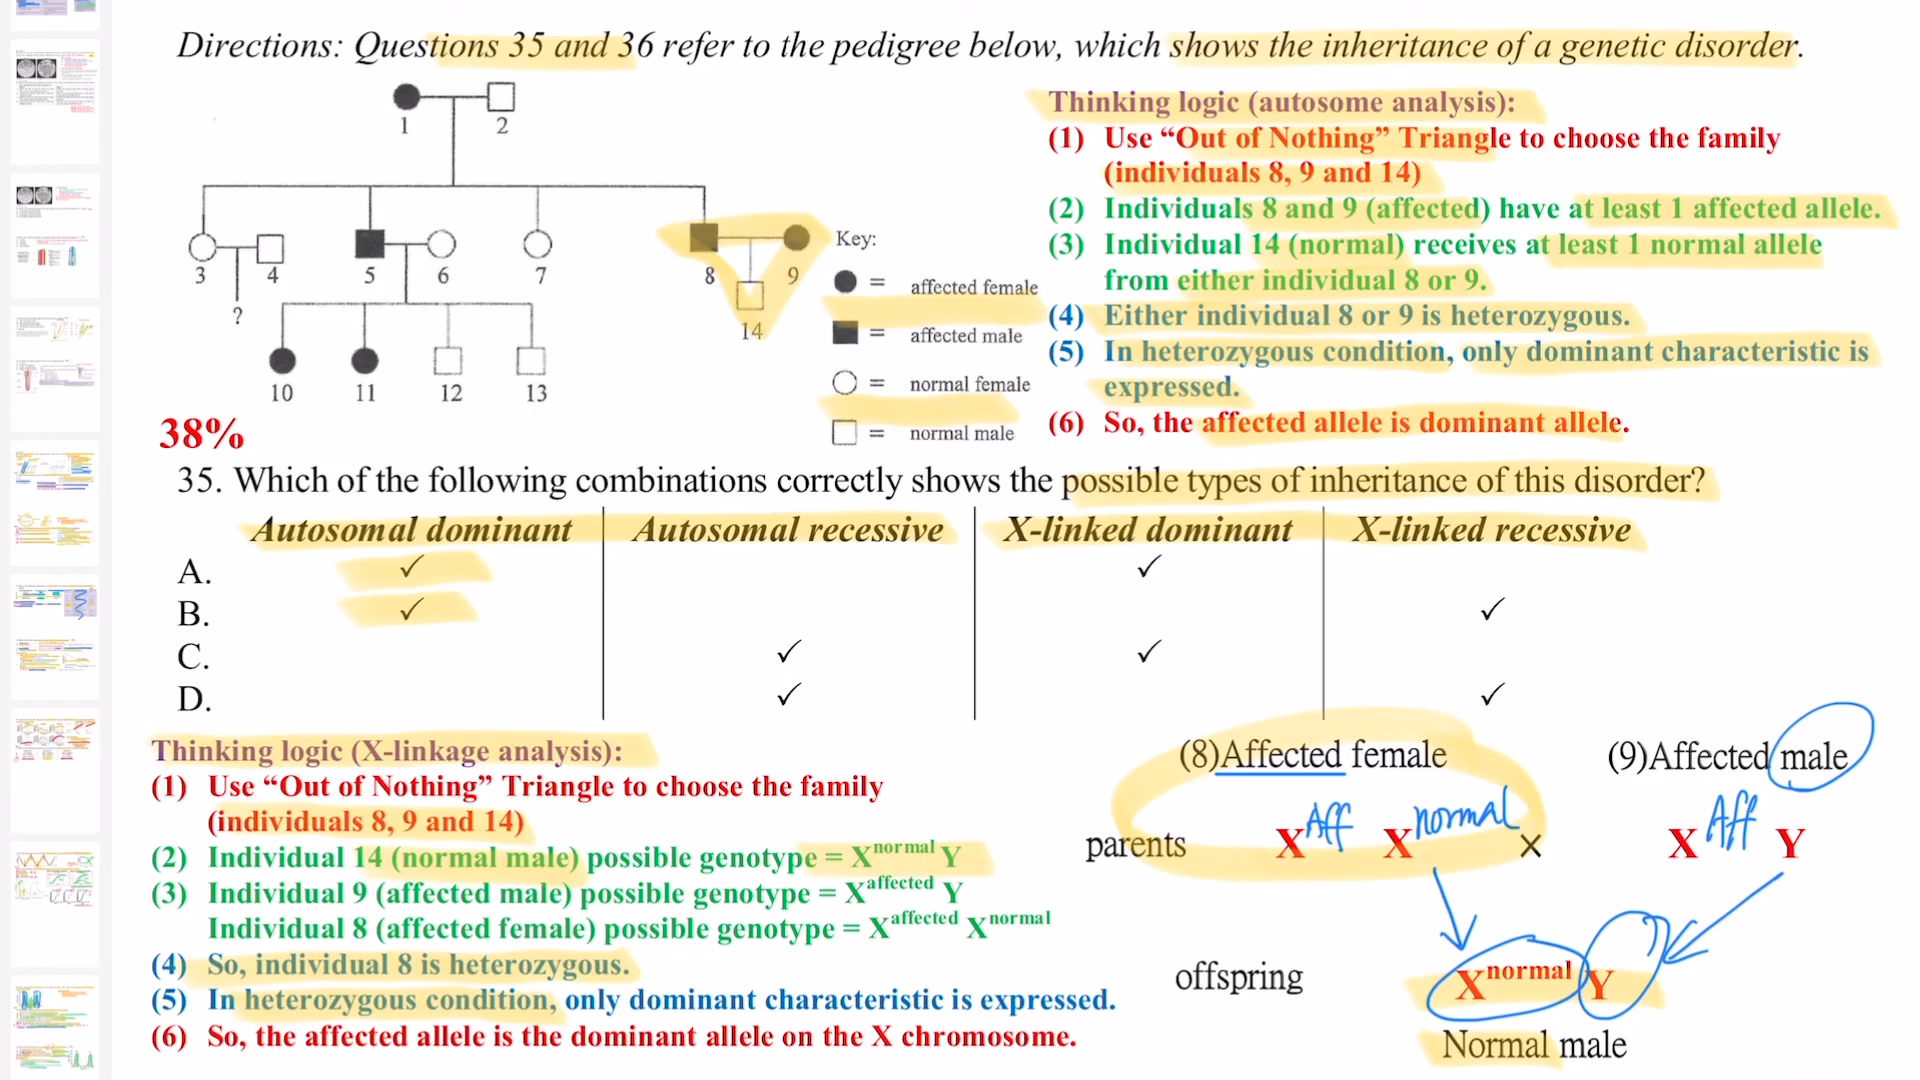 Directions: Questions 35 and 36 refer to the pedigree below, which shows the inheritance of a genetic disorder.
1 2
3 4 5 6 7 8 9
?
14
10 11 12 13
Key:
= affected female
= affected male
= normal female
= normal male
Thinking logic (autosome analysis):
(1) Use “Out of Nothing” Triangle to choose the family
(individuals 8, 9 and 14)
(2) Individuals 8 and 9 (affected) have at least 1 affected allele.
(3) Individual 14 (normal) receives at least 1 normal allele
from either individual 8 or 9.
(4) Either individual 8 or 9 is heterozygous.
(5) In heterozygous condition, only dominant characteristic is
expressed.
(6) So, the affected allele is dominant allele.
38%
35. Which of the following combinations correctly shows the possible types of inheritance of this disorder?
Autosomal dominant Autosomal recessive X-linked dominant X-linked recessive
A. ✓ ✓
B. ✓ ✓
C. ✓ ✓
D. ✓ ✓
Thinking logic (X-linkage analysis):
(1) Use “Out of Nothing” Triangle to choose the family
(individuals 8, 9 and 14)
(2) Individual 14 (normal male) possible genotype = Xnormal Y
(3) Individual 9 (affected male) possible genotype = Xaffected Y
Individual 8 (affected female) possible genotype = Xaffected Xnormal
(4) So, individual 8 is heterozygous.
(5) In heterozygous condition, only dominant characteristic is expressed.
(6) So, the affected allele is the dominant allele on the X chromosome.
(8)Affected female (9)Affected male
parents X Aff X normal × X Aff Y
offspring Xnormal Y
Normal male